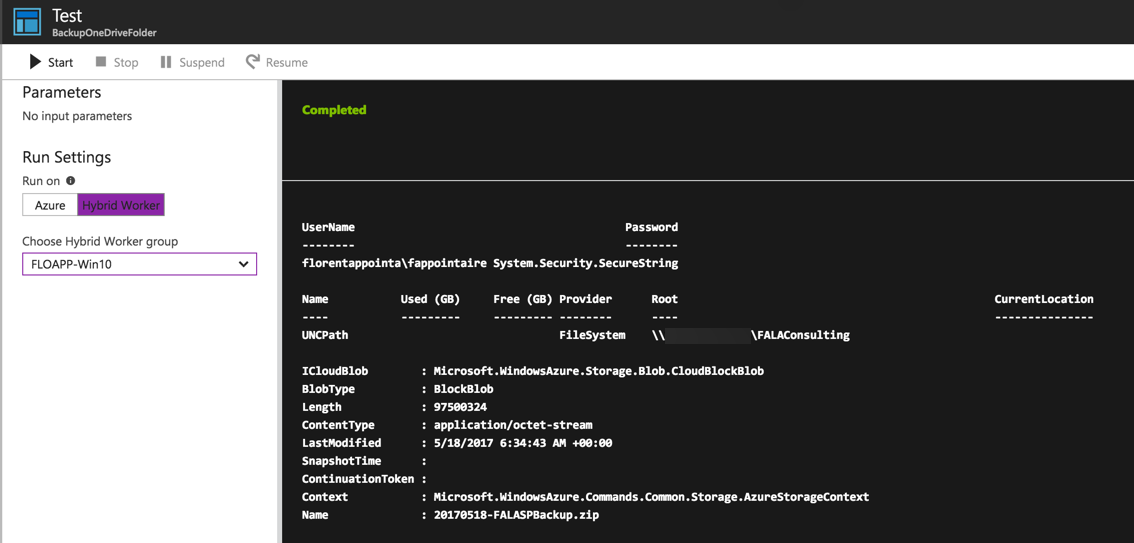 Test
BackupOneDriveFolder
Start Stop Suspend Resume
Parameters
No input parameters
Run Settings
Run on
Azure Hybrid Worker
Choose Hybrid Worker group
FLOAPP-Win10
Completed
UserName Password
-------- --------
florentappointa\fappointaire System.Security.SecureString
Name Used (GB) Free (GB) Provider Root CurrentLocation
---- --------- --------- -------- ---- ---------------
UNCPath FileSystem \\ \FALAConsulting
ICloudBlob : Microsoft.WindowsAzure.Storage.Blob.CloudBlockBlob
BlobType : BlockBlob
Length : 97500324
ContentType : application/octet-stream
LastModified : 5/18/2017 6:34:43 AM +00:00
SnapshotTime :
ContinuationToken :
Context : Microsoft.WindowsAzure.Commands.Common.Storage.AzureStorageContext
Name : 20170518-FALASPBackup.zip